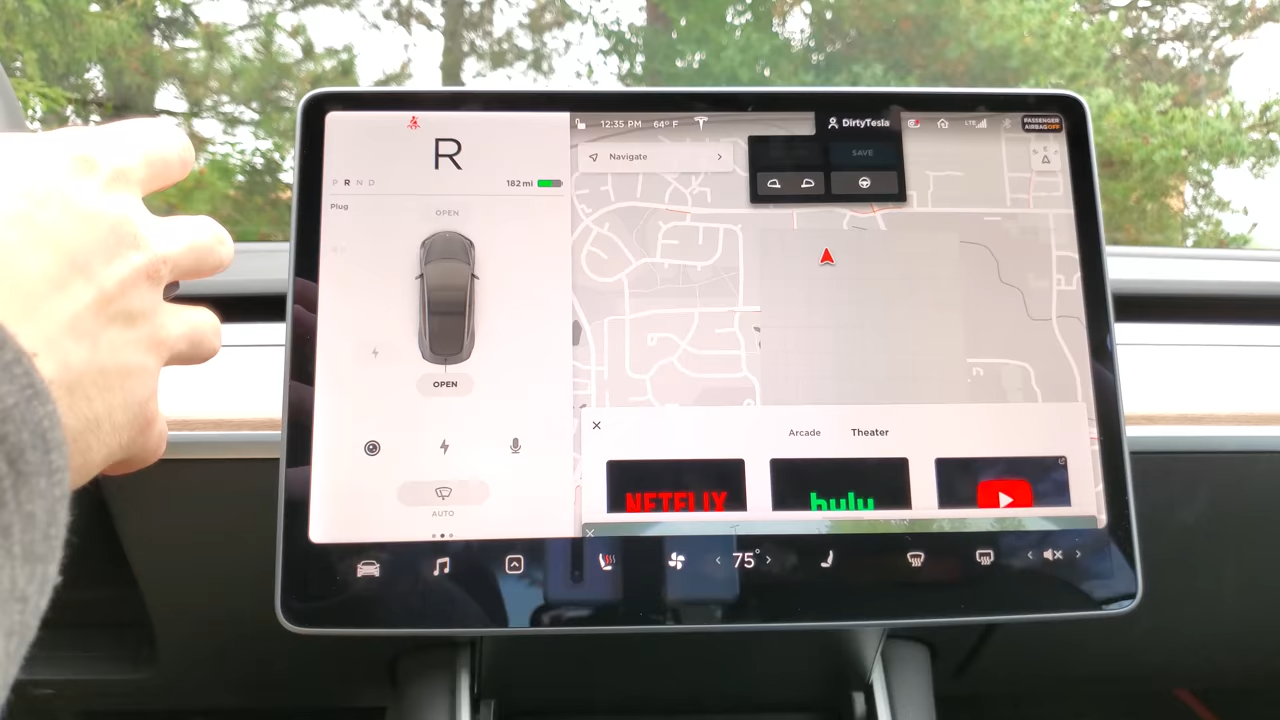 R
P R N D
182 mi
Plug
OPEN
OPEN
AUTO
12:35 PM 64° F
DirtyTesla
LTE
PASSENGER
AIRBAG OFF
Navigate
SAVE
E
Arcade Theater
NETFLIX
hulu
75°